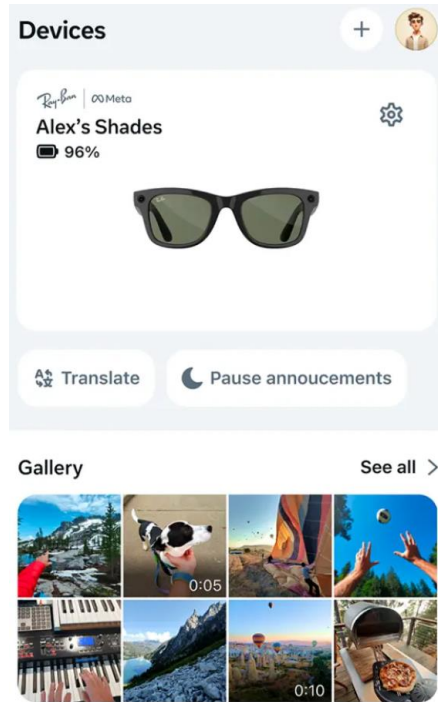 Devices
Ray-Ban | Meta
Alex's Shades
96%
Translate
Pause annoucements
Gallery
See all
0:05
0:10